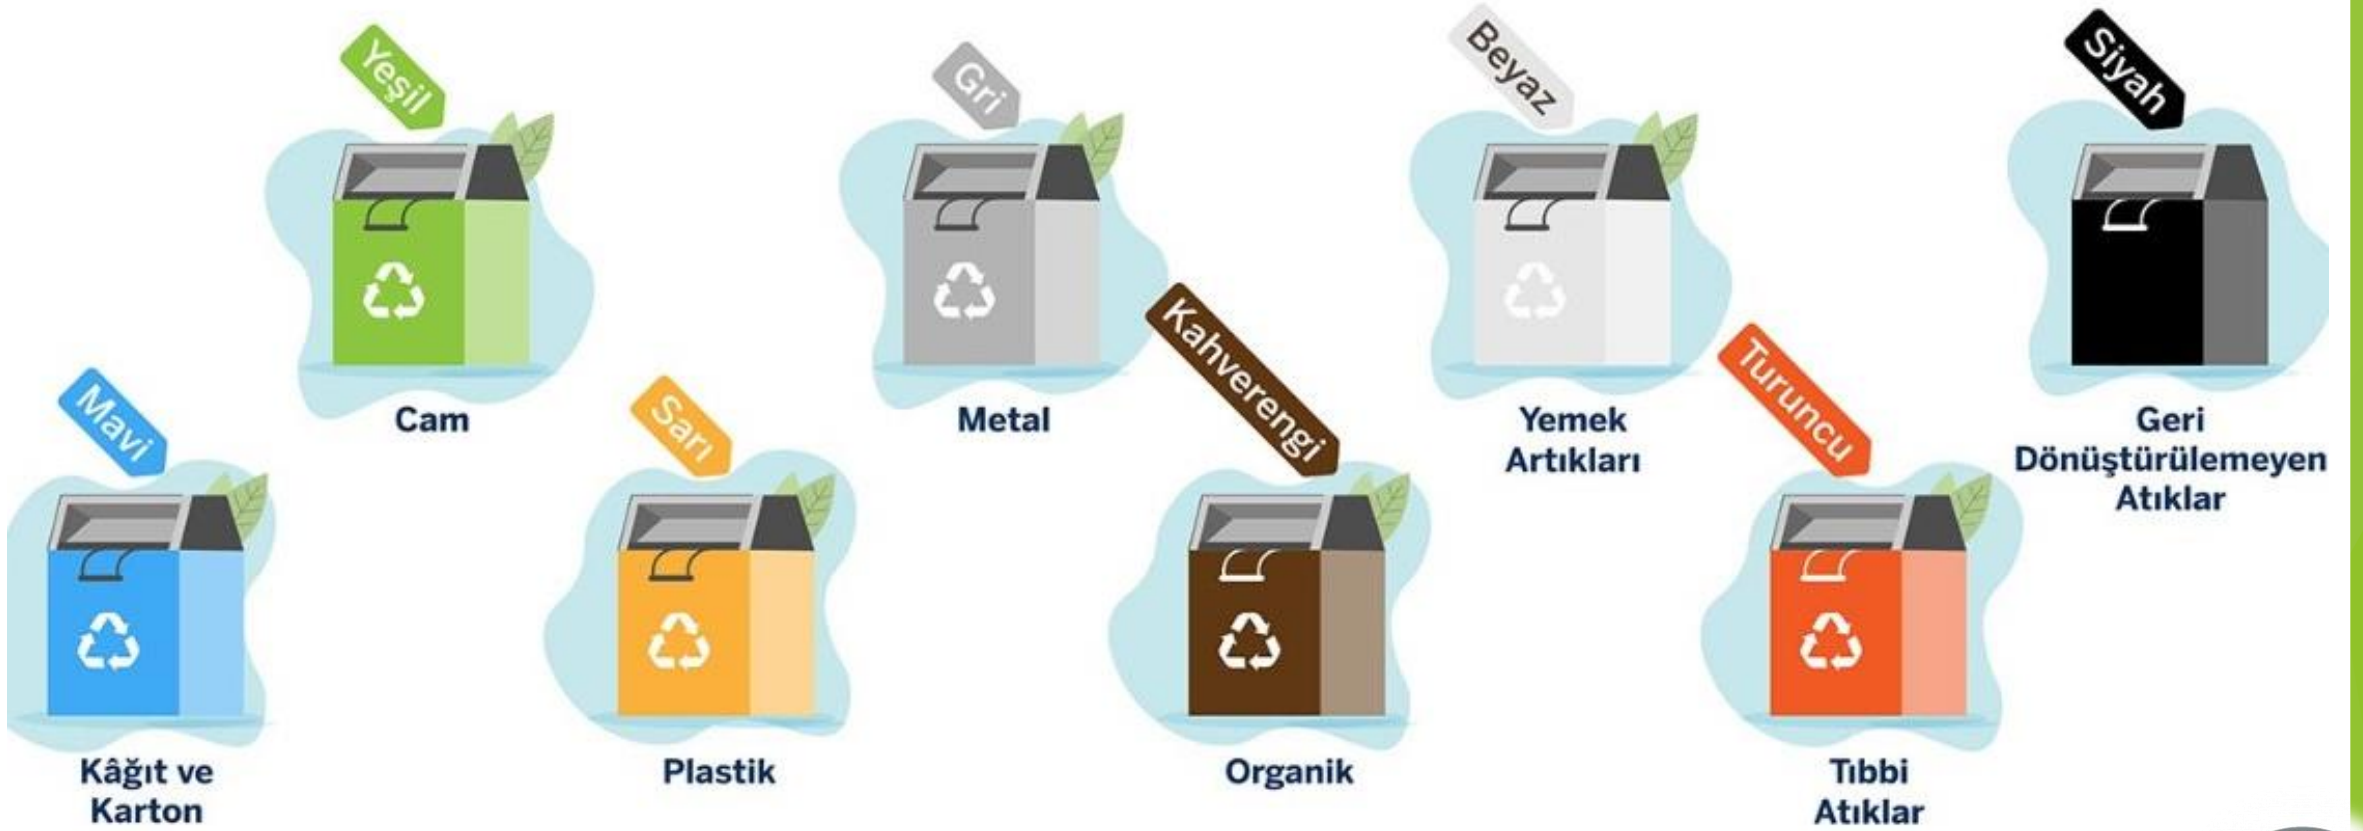 Mavi
Kâğıt ve
Karton
Yeşil
Cam
Sarı
Plastik
Gri
Metal
Kahverengi
Organik
Beyaz
Yemek
Artıkları
Turuncu
Tıbbi
Atıklar
Siyah
Geri
Dönüştürülemeyen
Atıklar